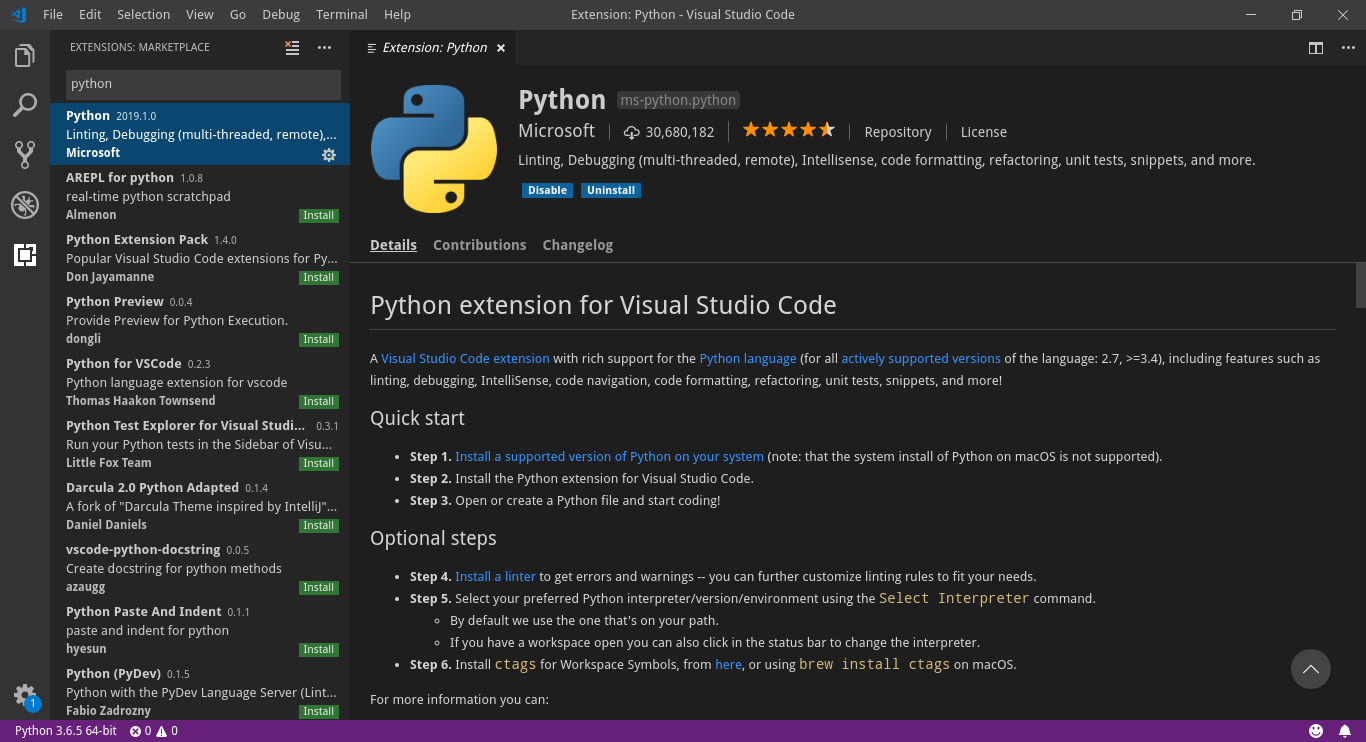 File Edit Selection View Go Debug Terminal Help
Extension: Python - Visual Studio Code
EXTENSIONS: MARKETPLACE
python
Python 2019.1.0
Linting, Debugging (multi-threaded, remote),...
Microsoft
AREPL for python 1.0.8
real-time python scratchpad
Almenon Install
Python Extension Pack 1.4.0
Popular Visual Studio Code extensions for Py...
Don Jayamanne Install
Python Preview 0.0.4
Provide Preview for Python Execution.
dongli Install
Python for VSCode 0.2.3
Python language extension for vscode
Thomas Haakon Townsend Install
Python Test Explorer for Visual Studi... 0.3.1
Run your Python tests in the Sidebar of Visu...
Little Fox Team Install
Darcula 2.0 Python Adapted 0.1.4
A fork of "Darcula Theme inspired by IntelliJ"...
Daniel Daniels Install
vscode-python-docstring 0.0.5
Create docstring for python methods
azaugg Install
Python Paste And Indent 0.1.1
paste and indent for python
hyesun Install
Python (PyDev) 0.1.5
Python with the PyDev Language Server (Lint...
Fabio Zadrozny Install
Extension: Python
Python ms-python.python
Microsoft 30,680,182 Repository License
Linting, Debugging (multi-threaded, remote), Intellisense, code formatting, refactoring, unit tests, snippets, and more.
Disable Uninstall
Details Contributions Changelog
Python extension for Visual Studio Code
A Visual Studio Code extension with rich support for the Python language (for all actively supported versions of the language: 2.7, >=3.4), including features such as
linting, debugging, IntelliSense, code navigation, code formatting, refactoring, unit tests, snippets, and more!
Quick start
• Step 1. Install a supported version of Python on your system (note: that the system install of Python on macOS is not supported).
• Step 2. Install the Python extension for Visual Studio Code.
• Step 3. Open or create a Python file and start coding!
Optional steps
• Step 4. Install a linter to get errors and warnings -- you can further customize linting rules to fit your needs.
• Step 5. Select your preferred Python interpreter/version/environment using the Select Interpreter command.
◦ By default we use the one that's on your path.
◦ If you have a workspace open you can also click in the status bar to change the interpreter.
• Step 6. Install ctags for Workspace Symbols, from here, or using brew install ctags on macOS.
For more information you can:
1
Python 3.6.5 64-bit 0 0